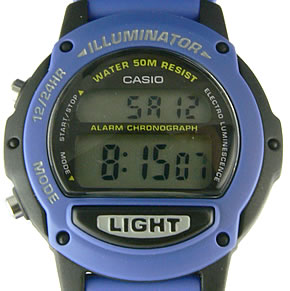 ILLUMINATOR
WATER 50M RESIST
CASIO
12/24HR
START/STOP
SA 12
ELECTRO LUMINESCENCE
ALARM CHRONOGRAPH
8:15 07
MODE
MODE
LIGHT